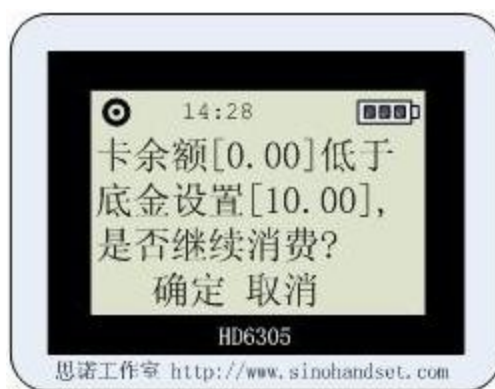 14:28
卡余额[0.00]低于
底金设置[10.00],
是否继续消费?
确定 取消
HD6305
思诺工作室 http://www.sinohandset.com